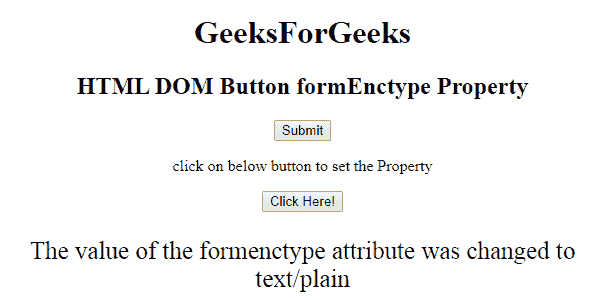 GeeksForGeeks
HTML DOM Button formEnctype Property
Submit
click on below button to set the Property
Click Here!
The value of the formenctype attribute was changed to
text/plain